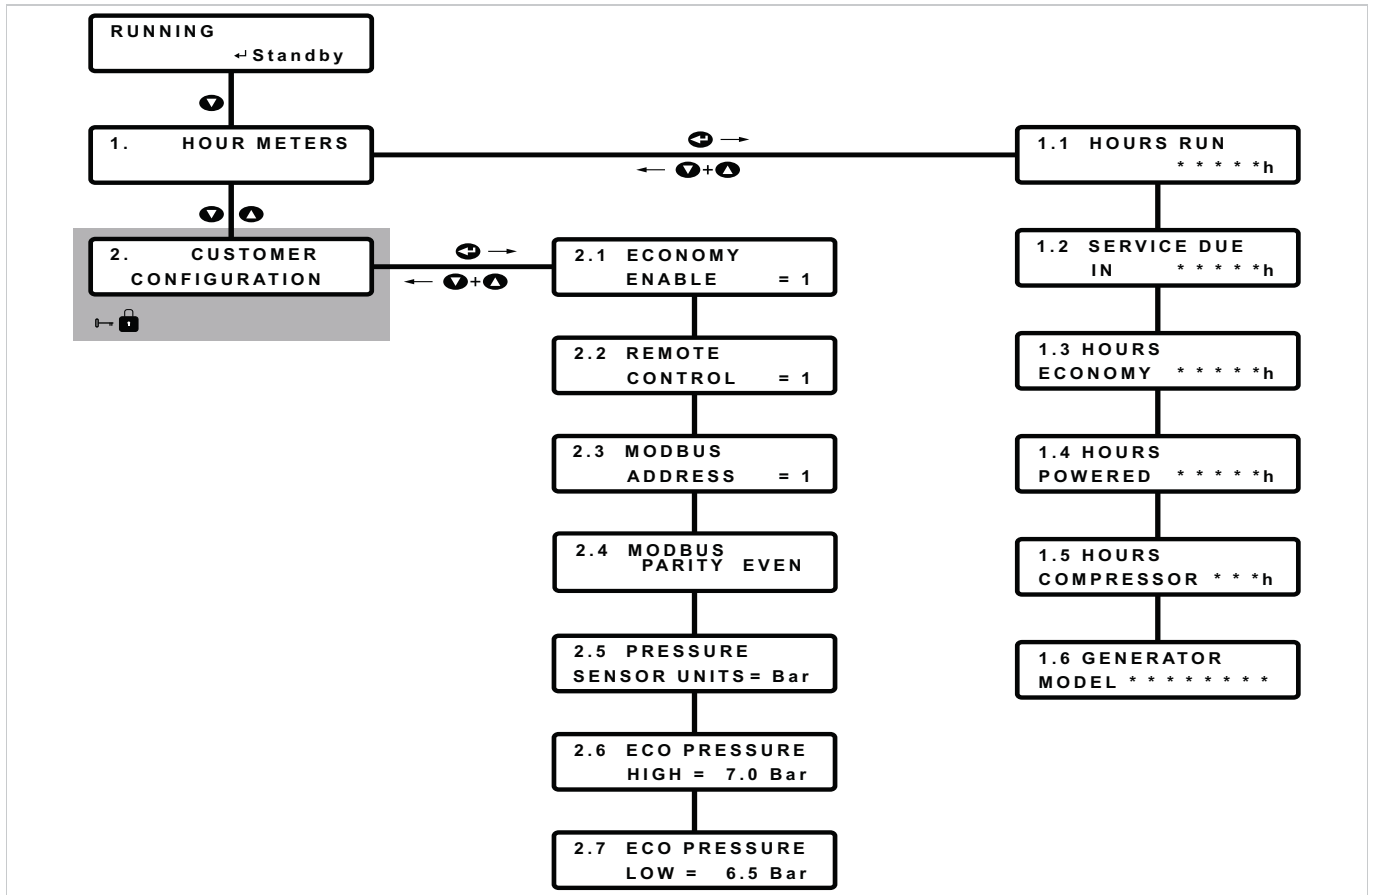 RUNNING
↵Standby
1. HOUR METERS
2. CUSTOMER
CONFIGURATION
+
+
2.1 ECONOMY
ENABLE = 1
2.2 REMOTE
CONTROL = 1
2.3 MODBUS
ADDRESS = 1
2.4 MODBUS
PARITY EVEN
2.5 PRESSURE
SENSOR UNITS = Bar
2.6 ECO PRESSURE
HIGH = 7.0 Bar
2.7 ECO PRESSURE
LOW = 6.5 Bar
1.1 HOURS RUN
* * * * *h
1.2 SERVICE DUE
IN * * * * *h
1.3 HOURS
ECONOMY * * * * *h
1.4 HOURS
POWERED * * * * *h
1.5 HOURS
COMPRESSOR * * *h
1.6 GENERATOR
MODEL * * * * * * * *